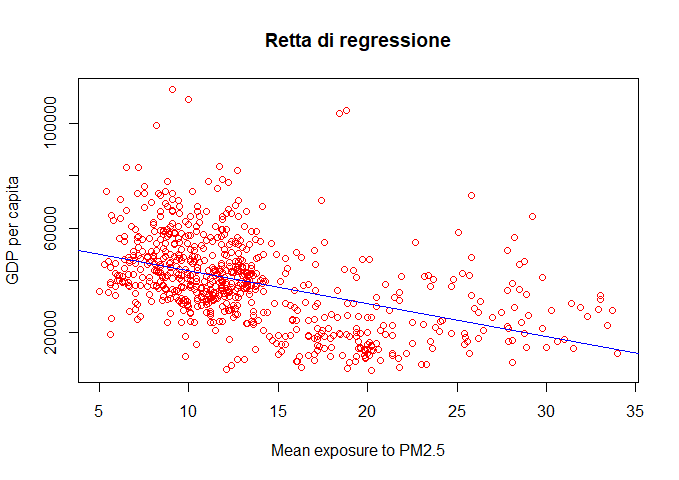 Retta di regressione
GDP per capita
100000
60000
20000
5 10 15 20 25 30 35
Mean exposure to PM2.5